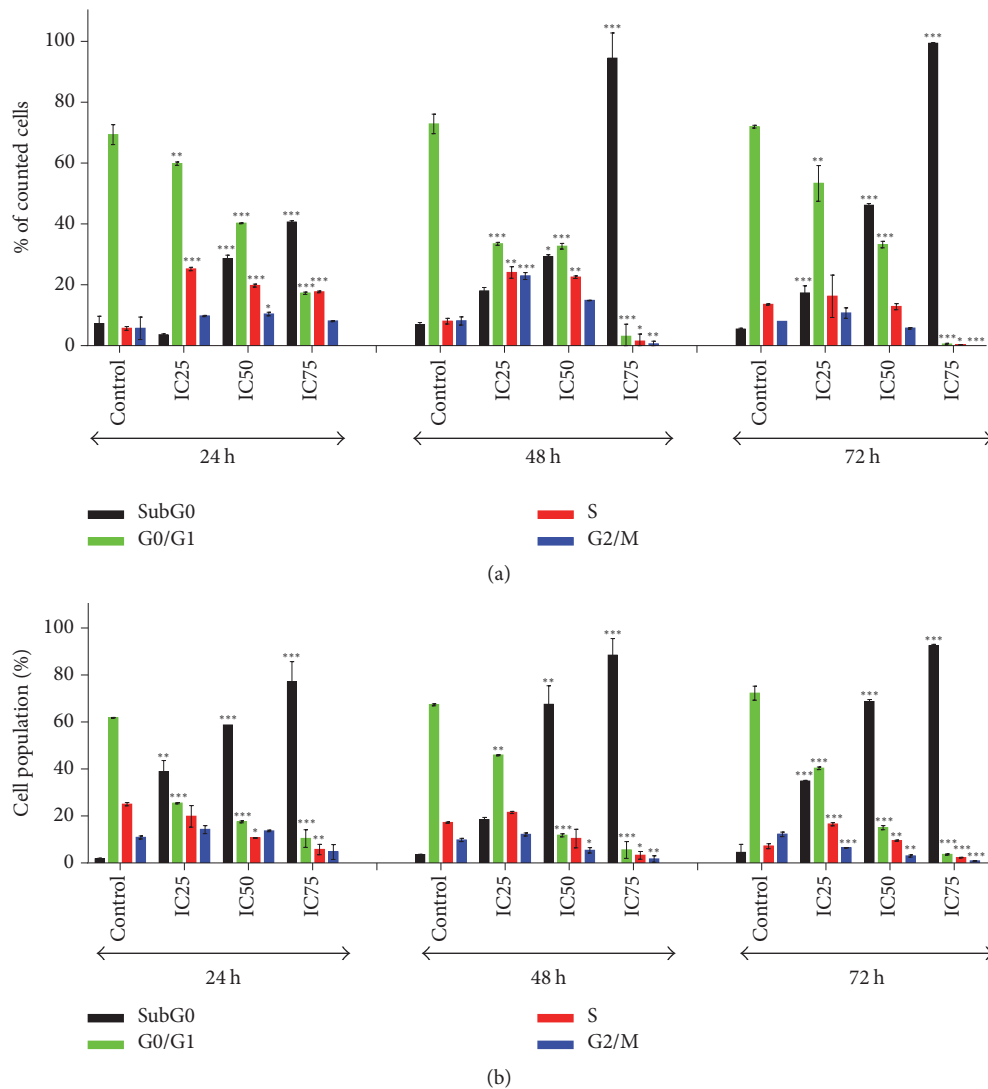 100
80
60
40
20
0
% of counted cells
*** *** ***
** *** *** *** *** *** ***
*** ** *** * ** *** * ** *** ** *** *** *** * ***
Control IC25 IC50 IC75 Control IC25 IC50 IC75 Control IC25 IC50 IC75
24 h 48 h 72 h
SubG0 S
G0/G1 G2/M
(a)
100
80
60
40
20
0
Cell population (%)
** *** *** * *** *** *** ** ** ** *** * *** *** * ** *** *** *** *** *** *** ** ** *** *** *** ***
Control IC25 IC50 IC75 Control IC25 IC50 IC75 Control IC25 IC50 IC75
24 h 48 h 72 h
SubG0 S
G0/G1 G2/M
(b)